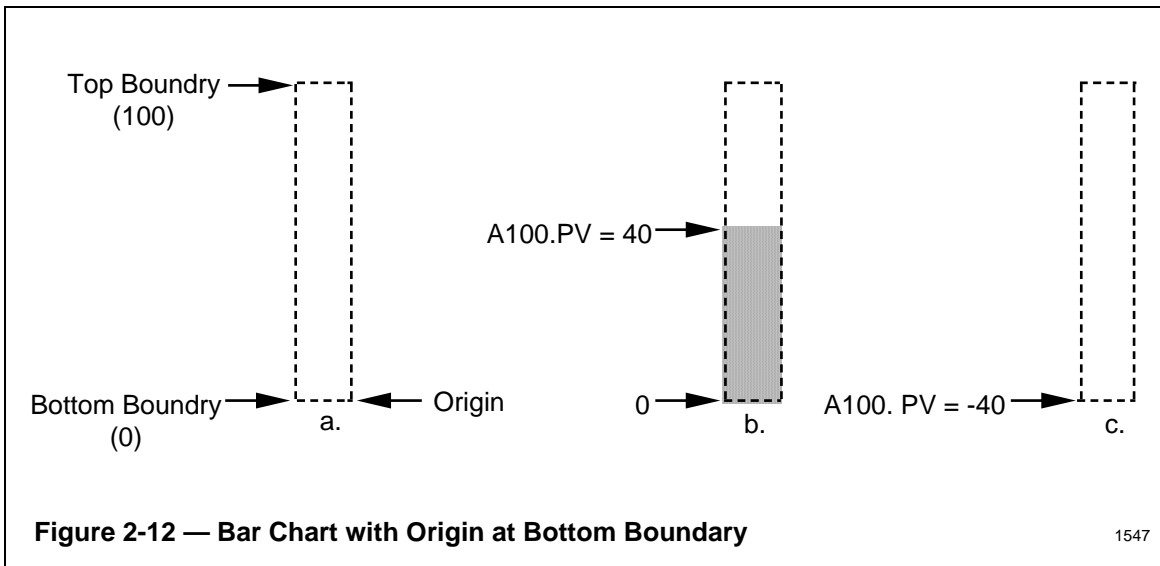 Top Boundry
(100)
Bottom Boundry
(0)
Origin
a.
A100.PV = 40
0
b.
A100. PV = -40
c.
Figure 2-12 — Bar Chart with Origin at Bottom Boundary
1547